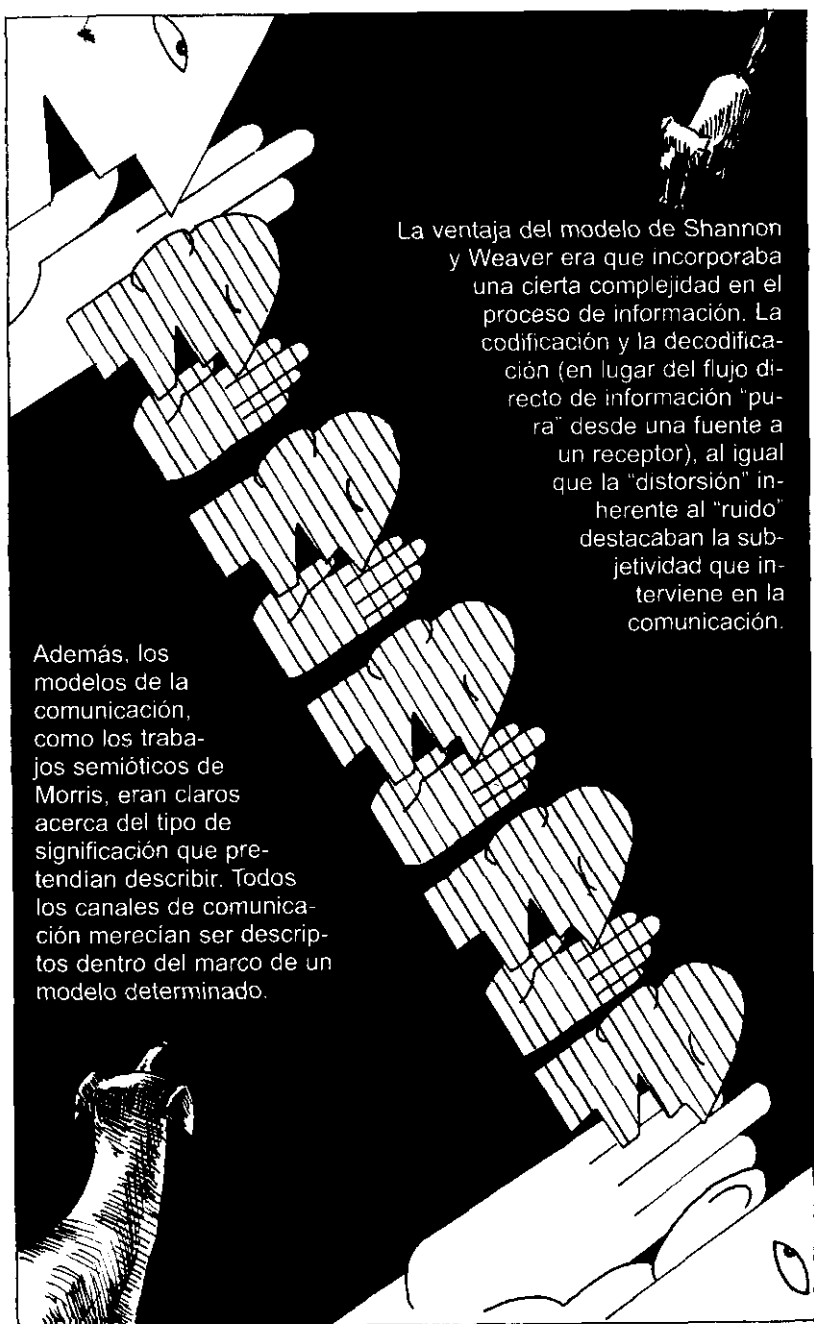 La ventaja del modelo de Shannon
y Weaver era que incorporaba
una cierta complejidad en el
proceso de información. La
codificación y la decodifica-
ción (en lugar del flujo di-
recto de información "pu-
ra" desde una fuente a
un receptor), al igual
que la "distorsión" in-
herente al "ruido"
destacaban la sub-
jetividad que in-
terviene en la
comunicación.
Además, los
modelos de la
comunicación,
como los traba-
jos semióticos de
Morris, eran claros
acerca del tipo de
significación que pre-
tendían describir. Todos
los canales de comunica-
ción merecían ser descrip-
tos dentro del marco de un
modelo determinado.